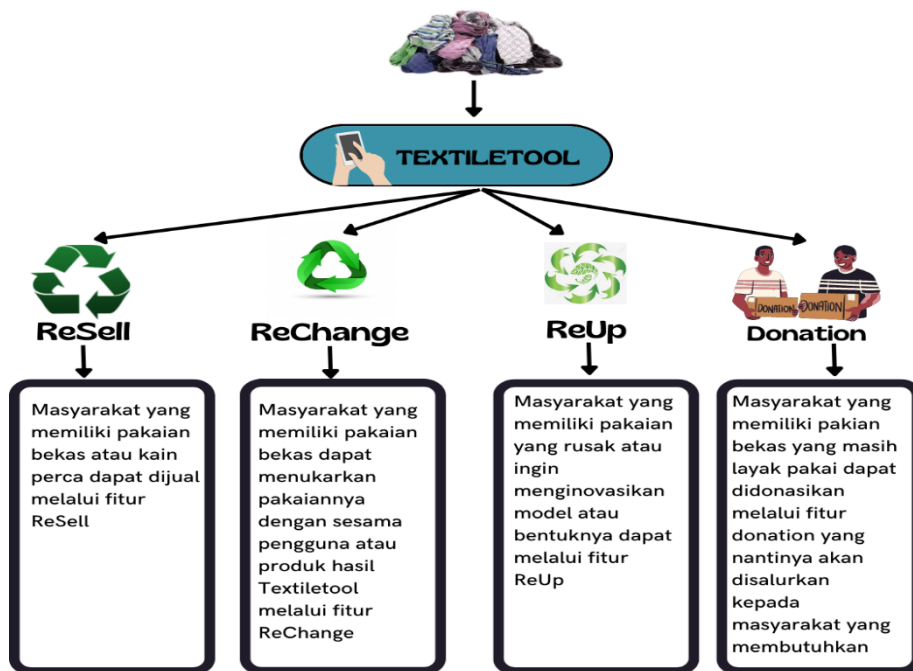 TEXTILETOOL
ReSell
Masyarakat yang
memiliki pakaian
bekas atau kain
perca dapat dijual
melalui fitur
ReSell
ReChange
Masyarakat yang
memiliki pakaian
bekas dapat
menukarkan
pakaiannya
dengan sesama
pengguna atau
produk hasil
Textiletool
melalui fitur
ReChange
ReUp
Masyarakat yang
memiliki pakaian
yang rusak atau
ingin
menginovasikan
model atau
bentuknya dapat
melalui fitur
ReUp
DONATION
DONATION
Donation
Masyarakat yang
memiliki pakian
bekas yang masih
layak pakai dapat
didonasikan
melalui fitur
donation yang
nantinya akan
disalurkan
kepada
masyarakat yang
membutuhkan